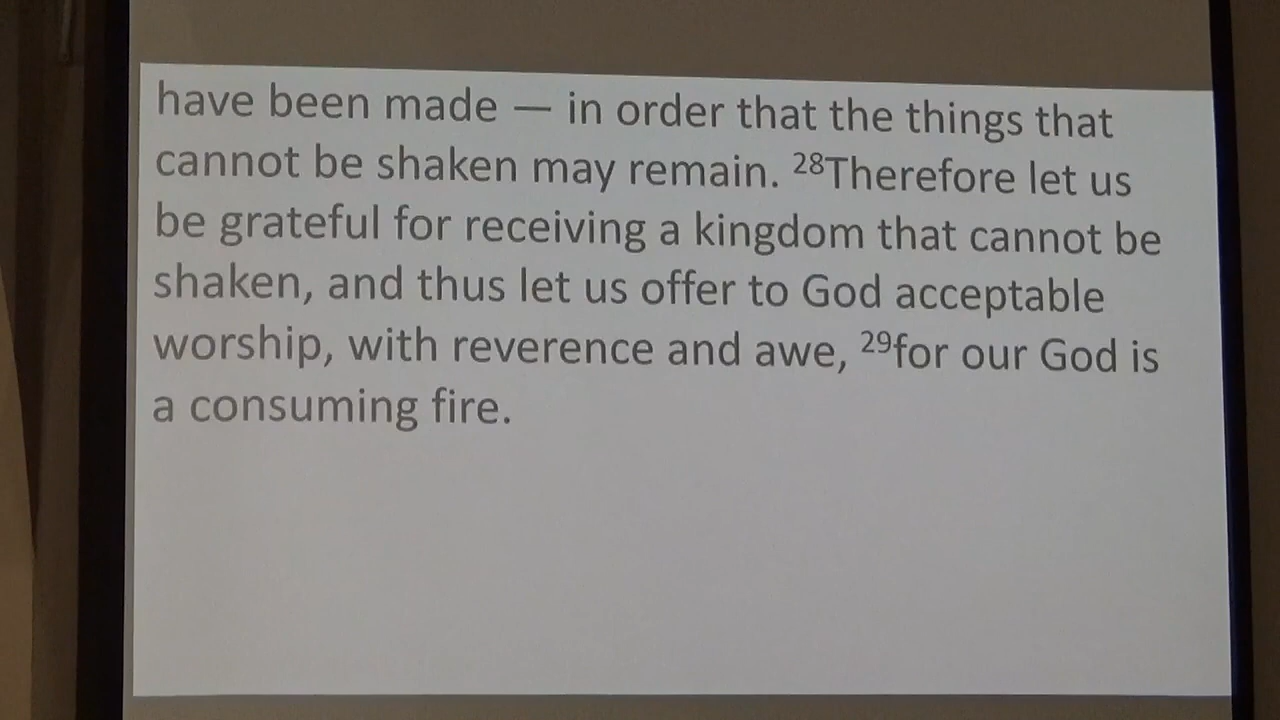 have been made — in order that the things that
cannot be shaken may remain. ²⁸Therefore let us
be grateful for receiving a kingdom that cannot be
shaken, and thus let us offer to God acceptable
worship, with reverence and awe, ²⁹for our God is
a consuming fire.